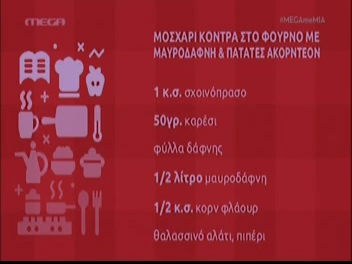 MEGA
#MEGAmeMIA
ΜΟΣΧΑΡΙ ΚΟΝΤΡΑ ΣΤΟ ΦΟΥΡΝΟ ΜΕ
ΜΑΥΡΟΔΑΦΝΗ & ΠΑΤΑΤΕΣ ΑΚΟΡΝΤΕΟΝ
1 κ.σ. σχοινόπρασο
50γρ. καρέσι
φύλλα δάφνης
1/2 λίτρο μαυροδάφνη
1/2 κ.σ. κορν φλάουρ
θαλασσινό αλάτι, πιπέρι